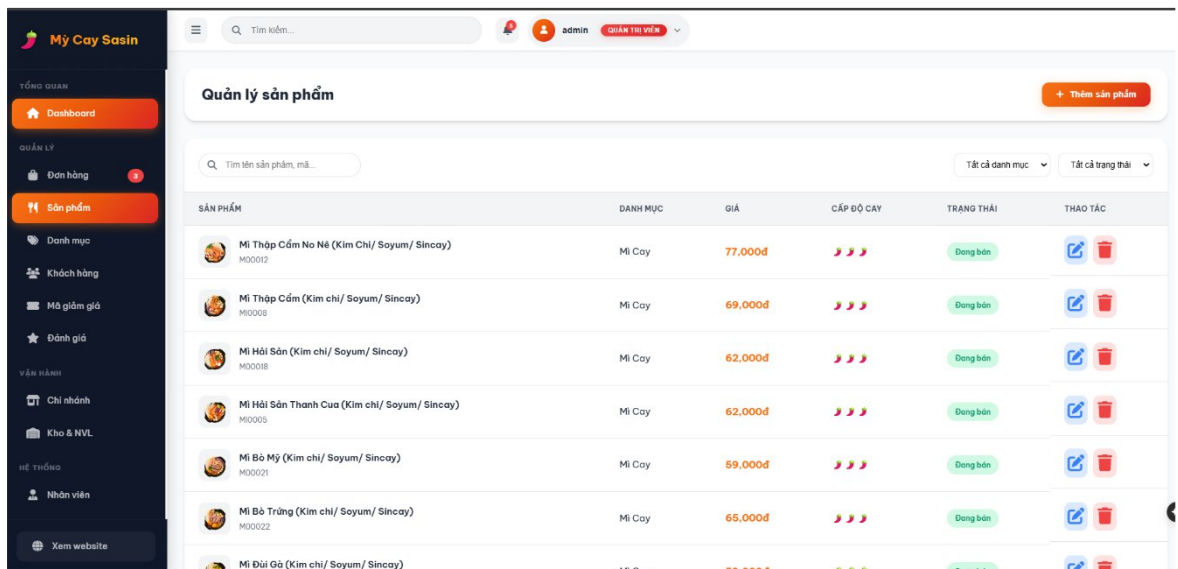 Mỳ Cay Sasin
Tìm kiếm...
5
admin
QUẢN TRỊ VIÊN
TỔNG QUAN
Dashboard
QUẢN LÝ
Đơn hàng
3
Sản phẩm
Danh mục
Khách hàng
Mã giảm giá
Đánh giá
VẬN HÀNH
Chi nhánh
Kho & NVL
HỆ THỐNG
Nhân viên
Xem website
Quản lý sản phẩm
+ Thêm sản phẩm
Tìm tên sản phẩm, mã...
Tất cả danh mục
Tất cả trạng thái
SẢN PHẨM DANH MỤC GIÁ CẤP ĐỘ CAY TRẠNG THÁI THAO TÁC
Mì Thập Cẩm No Nê (Kim Chi/ Soyum/ Sincay)
M00012
Mì Cay 77,000đ Đang bán
Mì Thập Cẩm (Kim chi/ Soyum/ Sincay)
MI0008
Mì Cay 69,000đ Đang bán
Mì Hải Sản (Kim chi/ Soyum/ Sincay)
M00018
Mì Cay 62,000đ Đang bán
Mì Hải Sản Thanh Cua (Kim chi/ Soyum/ Sincay)
MI0005
Mì Cay 62,000đ Đang bán
Mì Bò Mỹ (Kim chi/ Soyum/ Sincay)
M00021
Mì Cay 59,000đ Đang bán
Mì Bò Trứng (Kim chi/ Soyum/ Sincay)
M00022
Mì Cay 65,000đ Đang bán
Mì Đùi Gà (Kim chi/ Soyum/ Sincay)